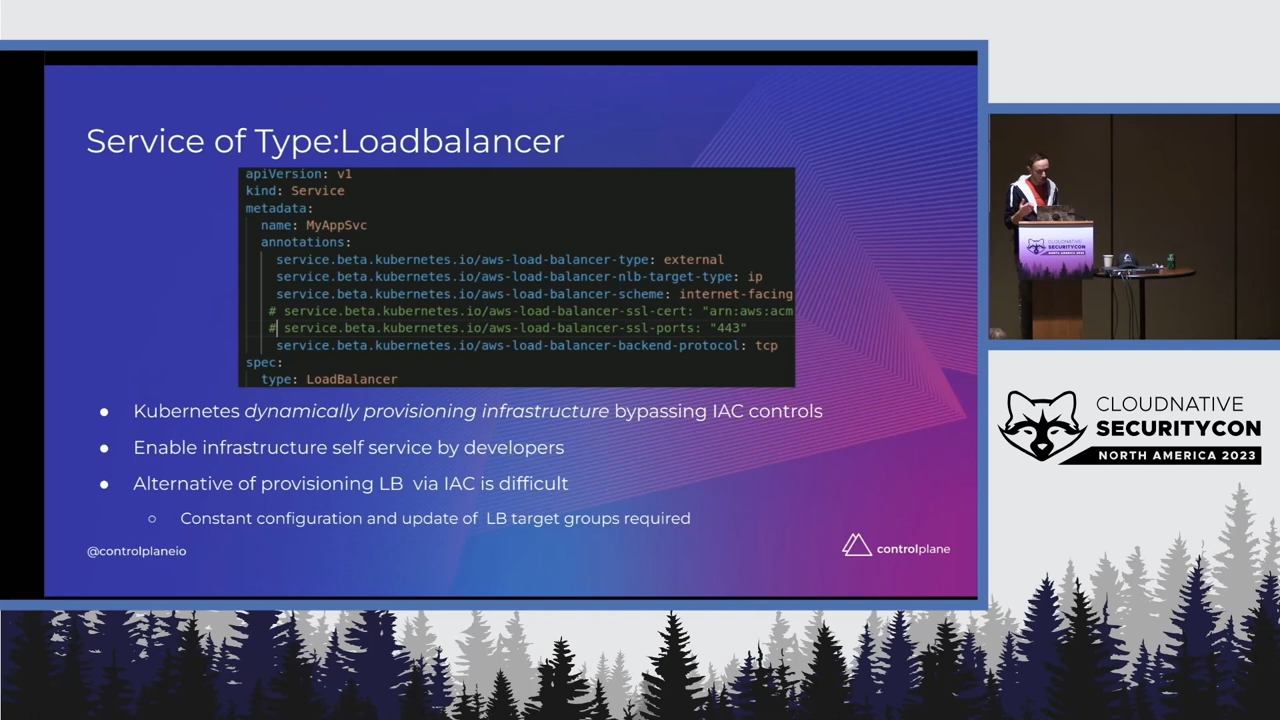 Service of Type:Loadbalancer
apiVersion: v1
kind: Service
metadata:
name: MyAppSvc
annotations:
service.beta.kubernetes.io/aws-load-balancer-type: external
service.beta.kubernetes.io/aws-load-balancer-nlb-target-type: ip
service.beta.kubernetes.io/aws-load-balancer-scheme: internet-facing
# service.beta.kubernetes.io/aws-load-balancer-ssl-cert: "arn:aws:acm
# service.beta.kubernetes.io/aws-load-balancer-ssl-ports: "443"
service.beta.kubernetes.io/aws-load-balancer-backend-protocol: tcp
spec:
type: LoadBalancer
● Kubernetes dynamically provisioning infrastructure bypassing IAC controls
● Enable infrastructure self service by developers
● Alternative of provisioning LB via IAC is difficult
○ Constant configuration and update of LB target groups required
@controlplaneio
controlplane
CLOUDNATIVE
SECURITYCON
NORTH AMERICA 2023
CLOUDNATIVE
SECURITYCON
NORTH AMERICA 2023